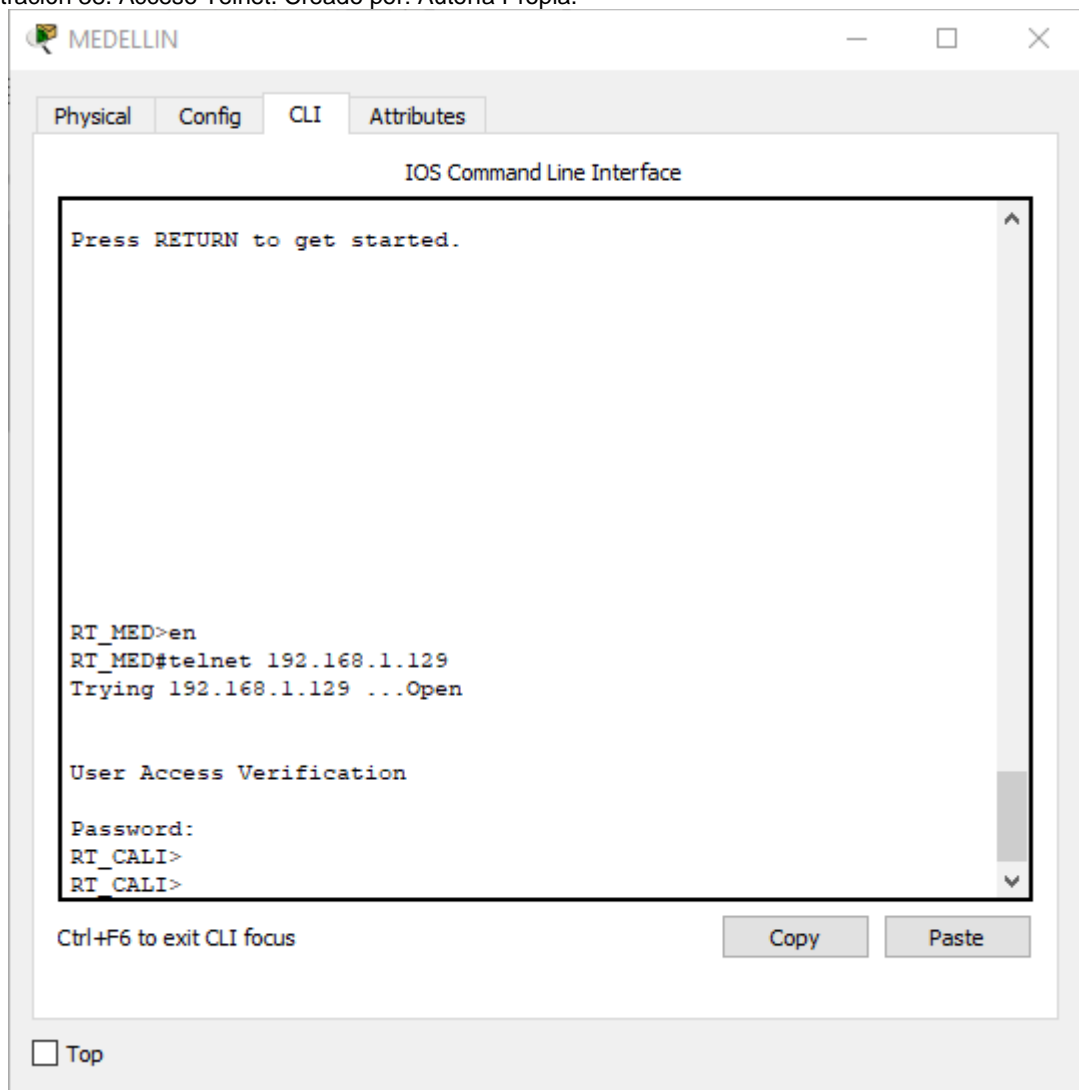 Acceso Telnet. Creado por: Autoría Propia.
MEDELLIN
Physical Config CLI Attributes
IOS Command Line Interface
Press RETURN to get started.
RT_MED>en
RT_MED#telnet 192.168.1.129
Trying 192.168.1.129 ...Open
User Access Verification
Password:
RT_CALI>
RT_CALI>
Ctrl+F6 to exit CLI focus
Copy Paste
Top